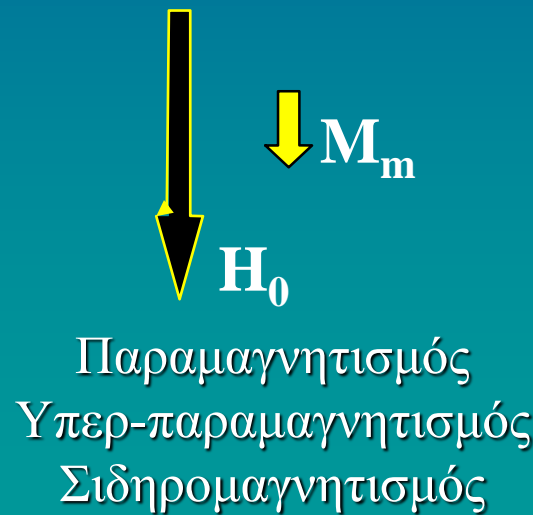 Mₘ
H₀
Παραμαγνητισμός
Υπερ-παραμαγνητισμός
Σιδηρομαγνητισμός